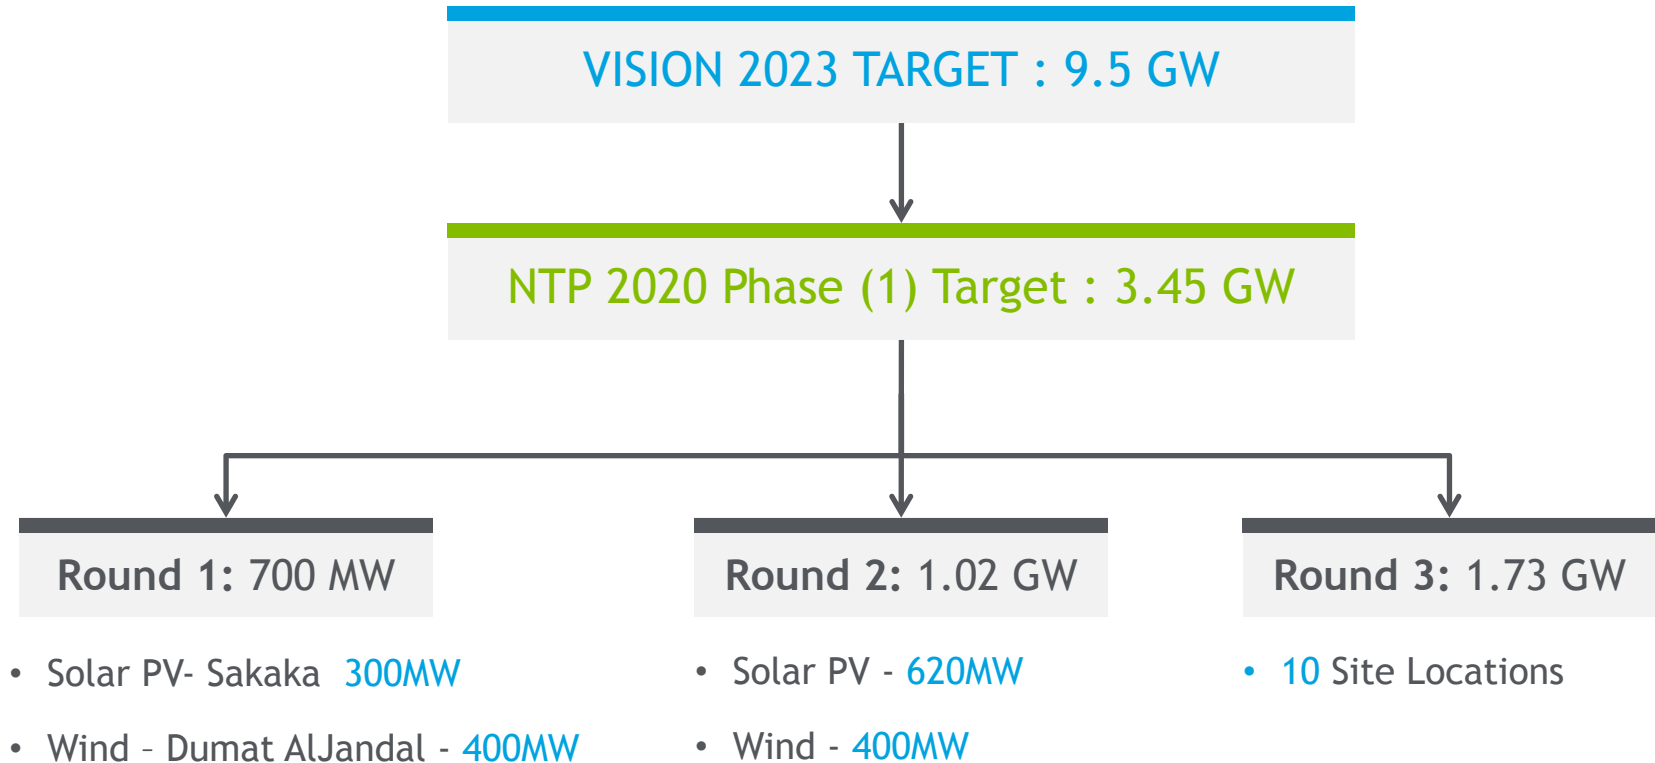 VISION 2023 TARGET : 9.5 GW
NTP 2020 Phase (1) Target : 3.45 GW
Round 1: 700 MW
• Solar PV- Sakaka 300MW
• Wind – Dumat AlJandal - 400MW
Round 2: 1.02 GW
• Solar PV - 620MW
• Wind - 400MW
Round 3: 1.73 GW
• 10 Site Locations